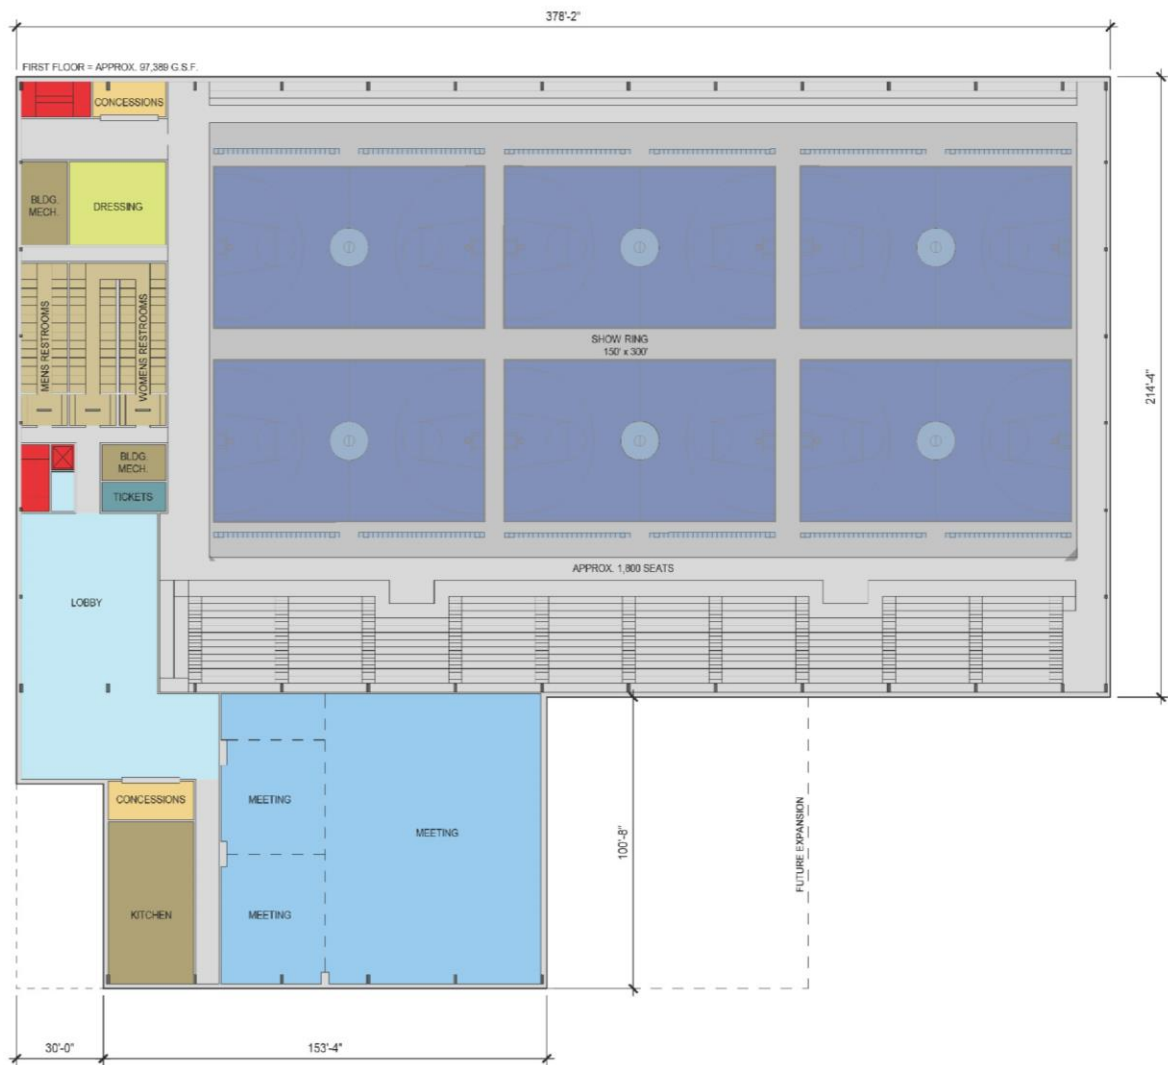 378'-2"
FIRST FLOOR = APPROX. 97,389 G.S.F.
CONCESSIONS
BLDG.
MECH.
DRESSING
MENS RESTROOMS
WOMENS RESTROOMS
SHOW RING
150' x 300'
214'-4"
BLDG.
MECH.
TICKETS
APPROX. 1,800 SEATS
LOBBY
CONCESSIONS
MEETING
MEETING
100'-8"
FUTURE EXPANSION
KITCHEN
MEETING
30'-0"
153'-4"